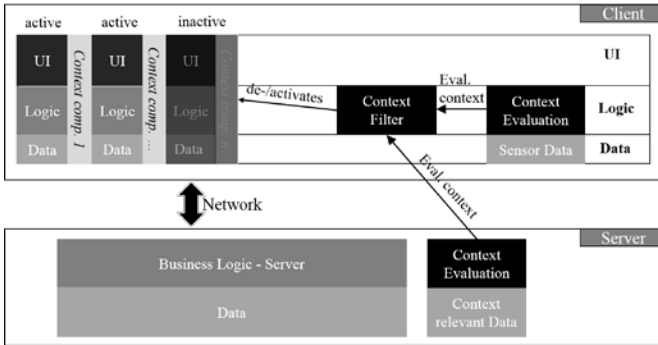 active
active
inactive
Client
UI
UI
UI
UI
Context comp. 1
Context comp. ...
Context comp. n
Logic
Logic
Logic
de-/activates
Context
Filter
Eval.
context
Context
Evaluation
Logic
Data
Data
Data
Sensor Data
Data
Eval. context
Network
Server
Business Logic - Server
Context
Evaluation
Data
Context
relevant Data